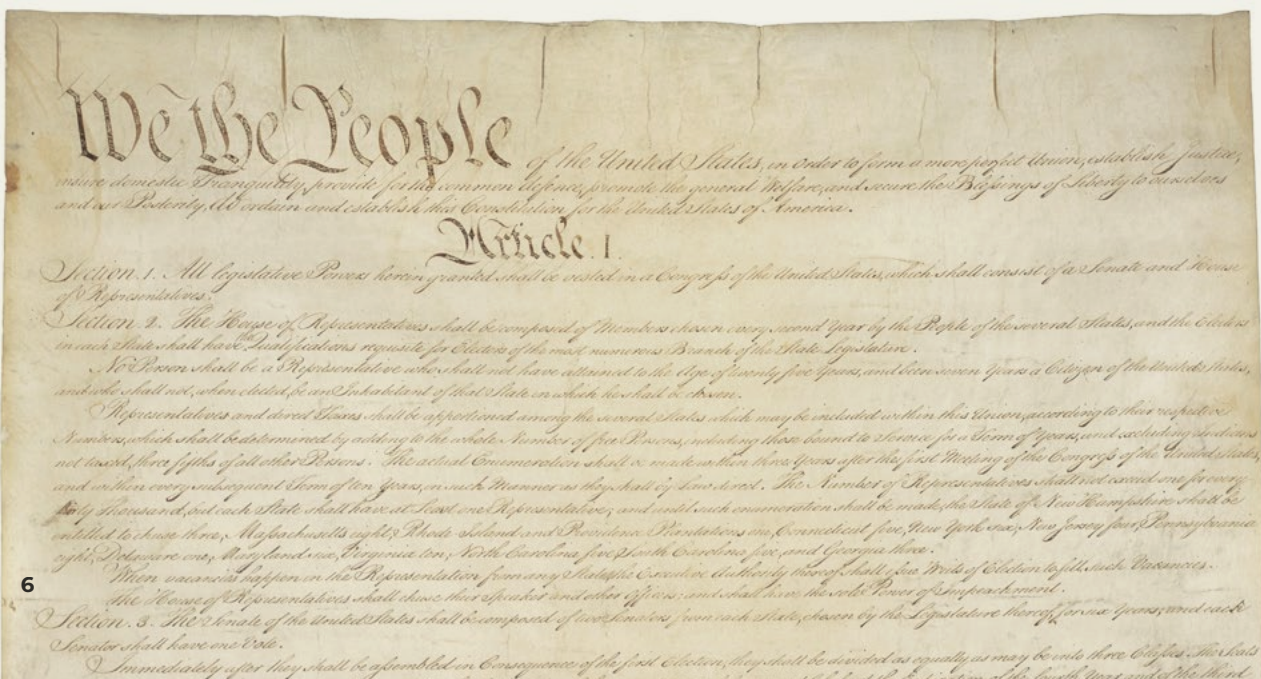 We the People of the United States, in Order to form a more perfect Union, establish Justice,
insure domestic Tranquility, provide for the common defence, promote the general Welfare, and secure the Blessings of Liberty to ourselves
and our Posterity, do ordain and establish this Constitution for the United States of America.
Article. I.
Section. 1. All legislative Powers herein granted shall be vested in a Congress of the United States, which shall consist of a Senate and House
of Representatives.
Section. 2. The House of Representatives shall be composed of Members chosen every second Year by the People of the several States, and the Electors
in each State shall have the Qualifications requisite for Electors of the most numerous Branch of the State Legislature.
No Person shall be a Representative who shall not have attained to the Age of twenty five Years, and been seven Years a Citizen of the United States,
and who shall not, when elected, be an Inhabitant of that State in which he shall be chosen.
Representatives and direct Taxes shall be apportioned among the several States which may be included within this Union, according to their respective
Numbers, which shall be determined by adding to the whole Number of free Persons, including those bound to Service for a Term of Years, and excluding Indians
not taxed, three fifths of all other Persons. The actual Enumeration shall be made within three Years after the first Meeting of the Congress of the United States,
and within every subsequent Term of ten Years, in such Manner as they shall by Law direct. The Number of Representatives shall not exceed one for every
thirty Thousand, but each State shall have at Least one Representative; and until such enumeration shall be made, the State of New Hampshire shall be
entitled to chuse three, Massachusetts eight, Rhode Island and Providence Plantations one, Connecticut five, New York six, New Jersey four, Pennsylvania
eight, Delaware one, Maryland six, Virginia ten, North Carolina five, South Carolina five, and Georgia three.
When vacancies happen in the Representation from any State, the Executive Authority thereof shall issue Writs of Election to fill such Vacancies.
The House of Representatives shall chuse their Speaker and other Officers; and shall have the sole Power of Impeachment.
6
Section. 3. The Senate of the United States shall be composed of two Senators from each State, chosen by the Legislature thereof, for six Years; and each
Senator shall have one Vote.
Immediately after they shall be assembled in Consequence of the first Election, they shall be divided as equally as may be into three Classes. The Seats
of the fourth Year, and of the third